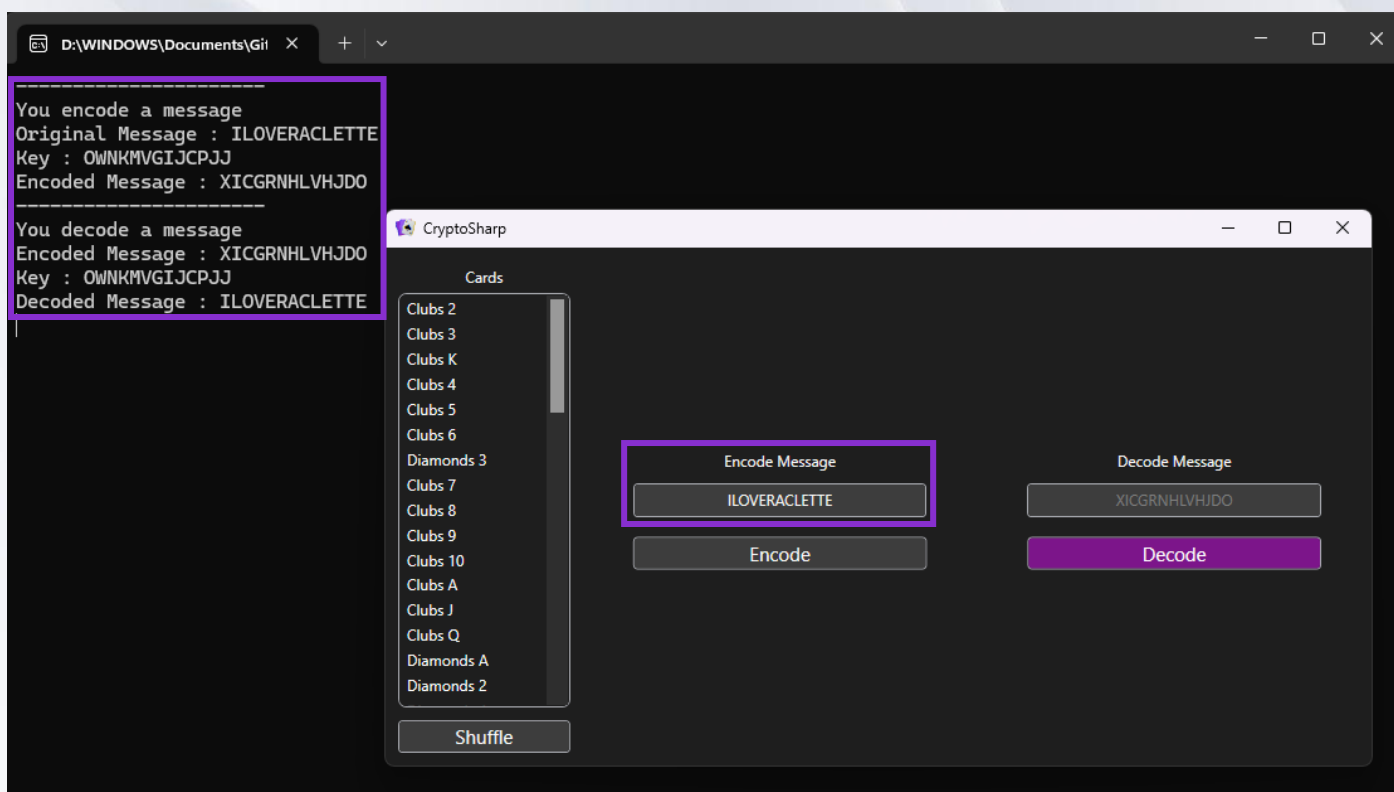 D:\WINDOWS\Documents\Git
----------------------
You encode a message
Original Message : ILOVERACLETTE
Key : OWNKMVGIJCPJJ
Encoded Message : XICGRNHLVHJDO
----------------------
You decode a message
Encoded Message : XICGRNHLVHJDO
Key : OWNKMVGIJCPJJ
Decoded Message : ILOVERACLETTE
CryptoSharp
Cards
Clubs 2
Clubs 3
Clubs K
Clubs 4
Clubs 5
Clubs 6
Diamonds 3
Clubs 7
Clubs 8
Clubs 9
Clubs 10
Clubs A
Clubs J
Clubs Q
Diamonds A
Diamonds 2
Shuffle
Encode Message
ILOVERACLETTE
Encode
Decode Message
XICGRNHLVHJDO
Decode